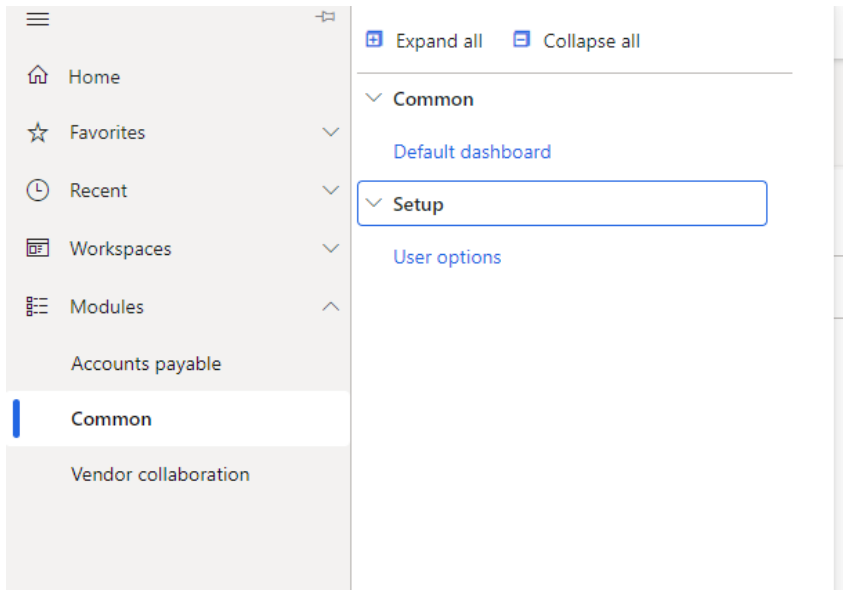 Home
Favorites
Recent
Workspaces
Modules
Accounts payable
Common
Vendor collaboration
Expand all
Collapse all
Common
Default dashboard
Setup
User options